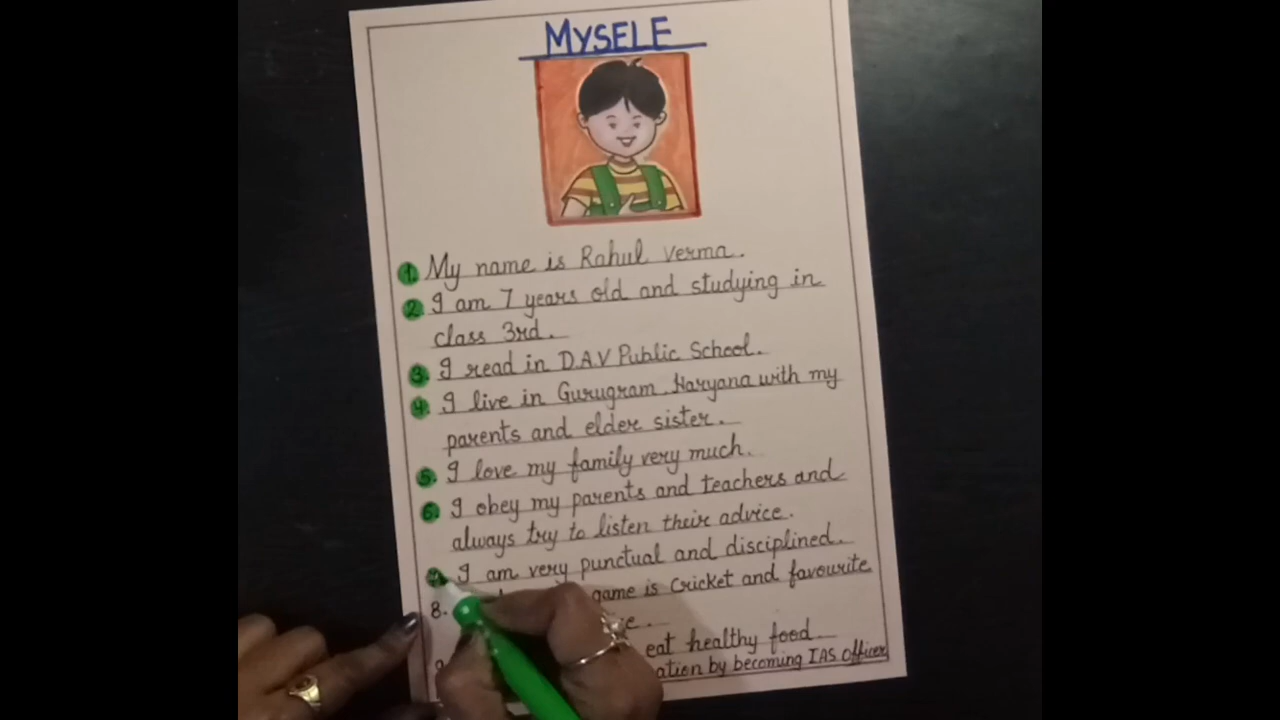 MYSELE
1. My name is Rahul Verma.
2. I am 7 years old and studying in
class 3rd.
3. I read in D.A.V Public School.
4. I live in Gurugram, Haryana with my
parents and elder sister.
5. I love my family very much.
6. I obey my parents and teachers and
always try to listen their advice.
7. I am very punctual and disciplined.
8. game is Cricket and favourite
eat healthy food
by becoming IAS officer